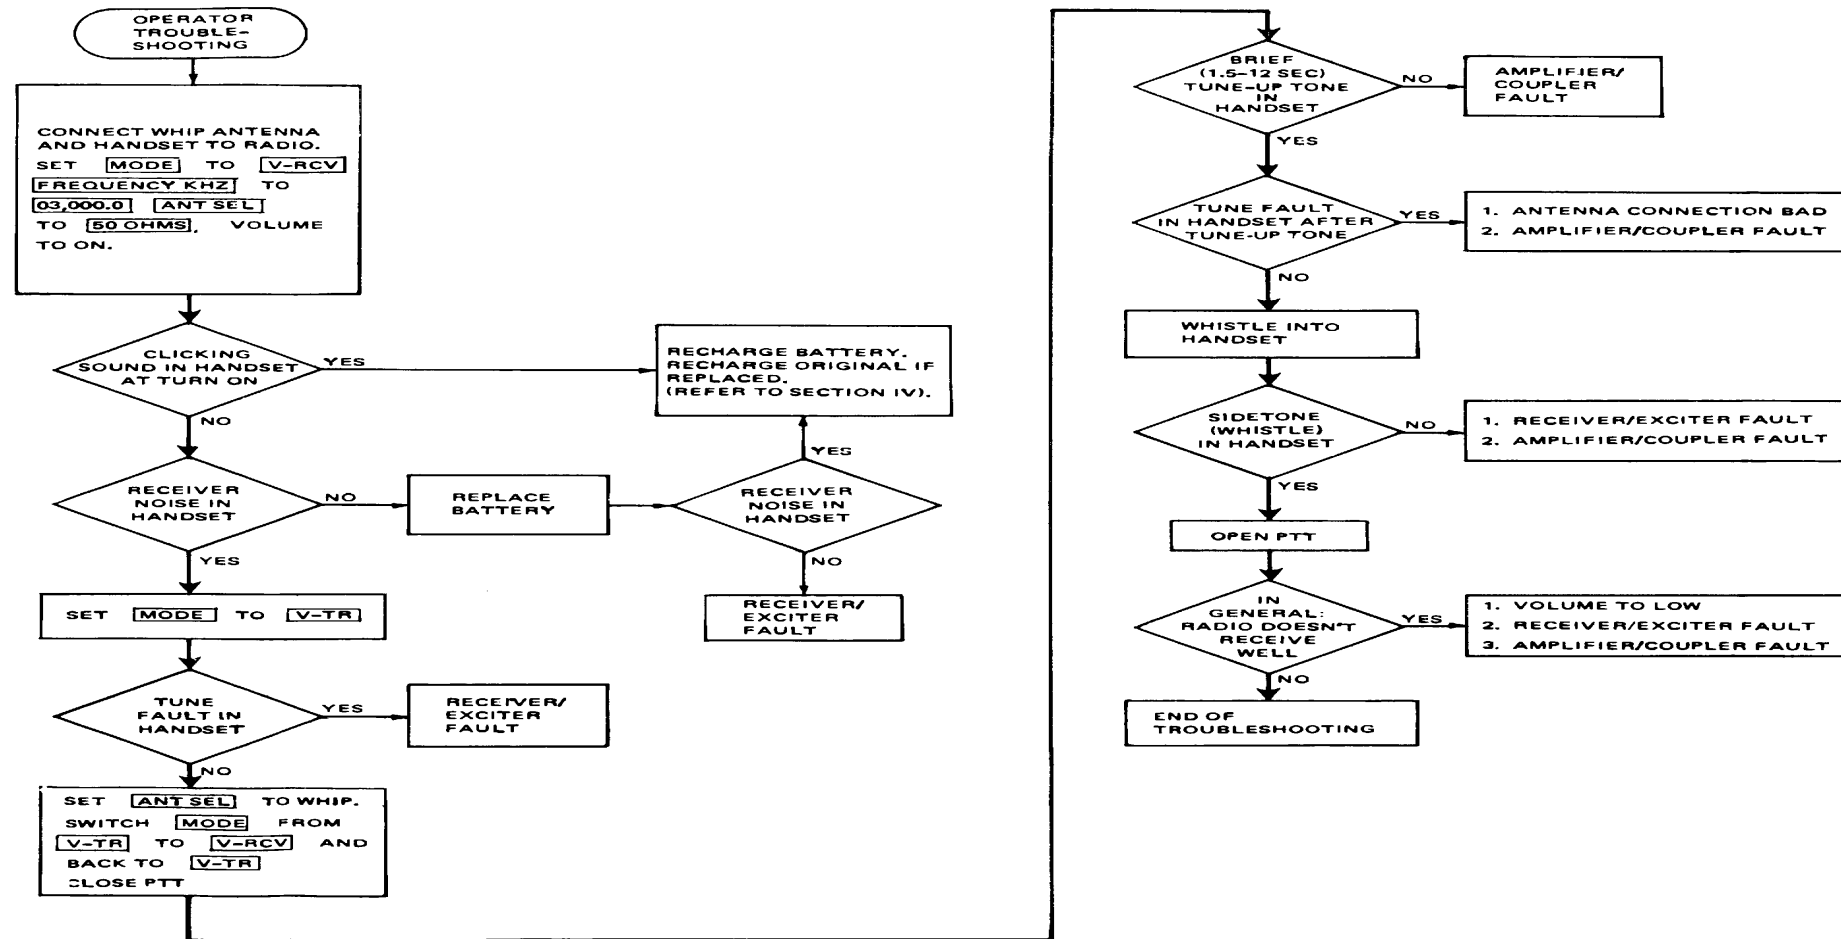 OPERATOR
TROUBLE-
SHOOTING
CONNECT WHIP ANTENNA
AND HANDSET TO RADIO.
SET MODE TO V-RCV
FREQUENCY KHZ TO
03,000.0 ANT SEL
TO 50 OHMS, VOLUME
TO ON.
CLICKING
SOUND IN HANDSET
AT TURN ON
YES
RECHARGE BATTERY.
RECHARGE ORIGINAL IF
REPLACED.
(REFER TO SECTION IV).
NO
RECEIVER
NOISE IN
HANDSET
NO
REPLACE
BATTERY
RECEIVER
NOISE IN
HANDSET
YES
NO
RECEIVER/
EXCITER
FAULT
YES
SET MODE TO V-TR
TUNE
FAULT IN
HANDSET
YES
RECEIVER/
EXCITER
FAULT
NO
SET ANT SEL TO WHIP.
SWITCH MODE FROM
V-TR TO V-RCV AND
BACK TO V-TR
CLOSE PTT
BRIEF
(1.5-12 SEC)
TUNE-UP TONE
IN
HANDSET
NO
AMPLIFIER/
COUPLER
FAULT
YES
TUNE FAULT
IN HANDSET AFTER
TUNE-UP TONE
YES
1. ANTENNA CONNECTION BAD
2. AMPLIFIER/COUPLER FAULT
NO
WHISTLE INTO
HANDSET
SIDETONE
(WHISTLE)
IN HANDSET
NO
1. RECEIVER/EXCITER FAULT
2. AMPLIFIER/COUPLER FAULT
YES
OPEN PTT
IN
GENERAL:
RADIO DOESN'T
RECEIVE
WELL
YES
1. VOLUME TO LOW
2. RECEIVER/EXCITER FAULT
3. AMPLIFIER/COUPLER FAULT
NO
END OF
TROUBLESHOOTING